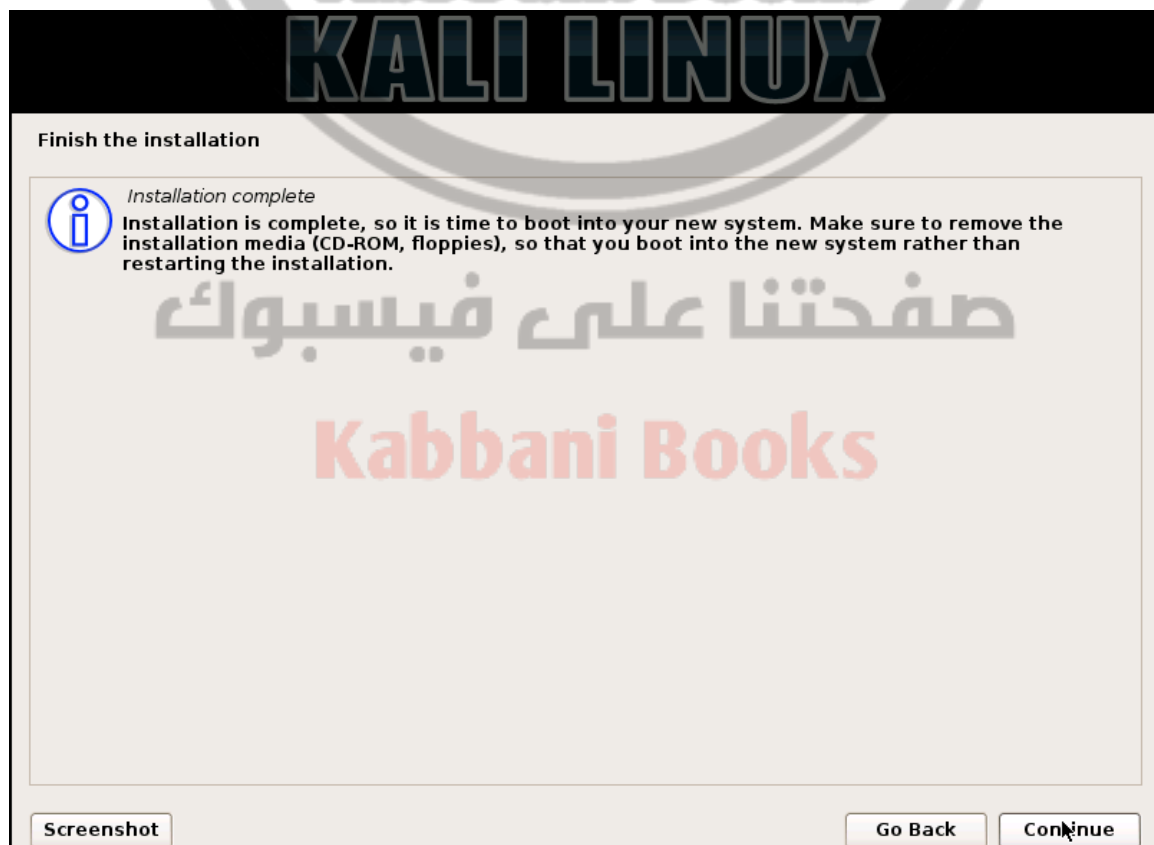 KALI LINUX
Finish the installation
Installation complete
Installation is complete, so it is time to boot into your new system. Make sure to remove the
installation media (CD-ROM, floppies), so that you boot into the new system rather than
restarting the installation.
صفحتنا على فيسبوك
Kabbani Books
Screenshot
Go Back
Continue